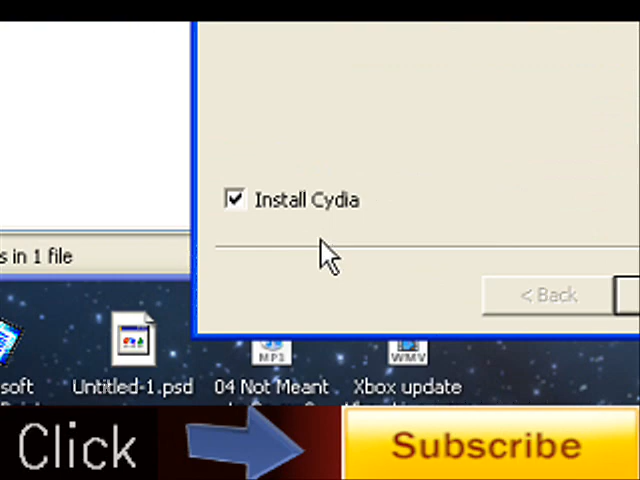 Install Cydia
s in 1 file
< Back
MP3
WMV
soft
Untitled-1.psd
04 Not Meant
Xbox update
Click
Subscribe